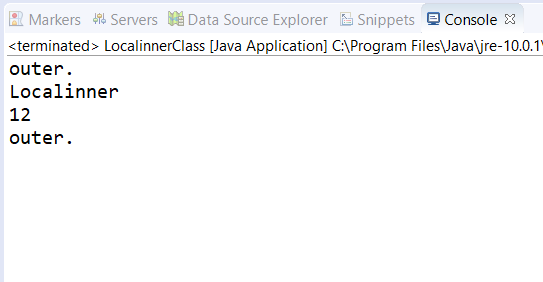 Markers Servers Data Source Explorer Snippets Console
<terminated> LocalinnerClass [Java Application] C:\Program Files\Java\jre-10.0.1\
outer.
Localinner
12
outer.